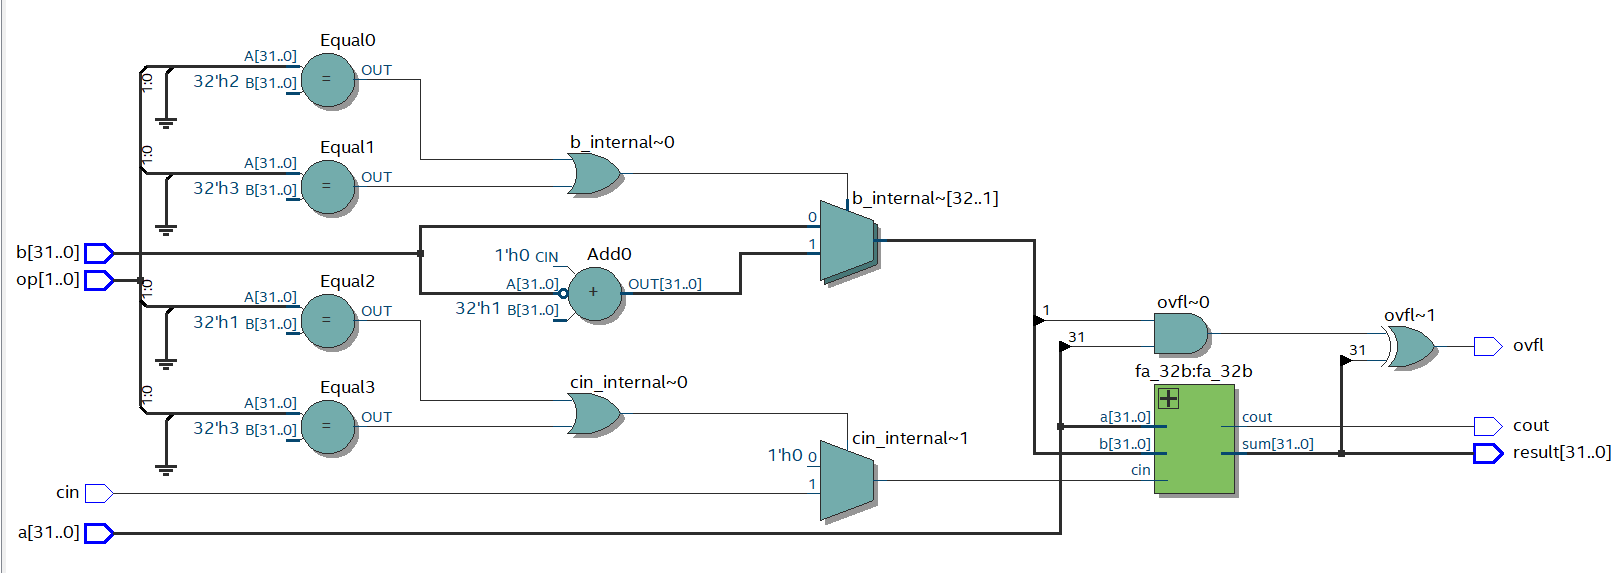 Equal0
A[31..0]
OUT
1:0
32'h2 B[31..0]
=
Equal1
1:0
A[31..0]
OUT
32'h3 B[31..0]
=
b_internal~0
b_internal~[32..1]
0
1
b[31..0]
op[1..0]
1'h0 CIN
Add0
A[31..0]
OUT[31..0]
+
32'h1 B[31..0]
Equal2
1:0
A[31..0]
OUT
32'h1 B[31..0]
=
ovfl~0
1
31
ovfl~1
31
ovfl
fa_32b:fa_32b
Equal3
1:0
A[31..0]
OUT
32'h3 B[31..0]
=
cin_internal~0
a[31..0]
cout
cout
b[31..0]
sum[31..0]
result[31..0]
cin
cin_internal~1
1'h0 0
1
cin
a[31..0]